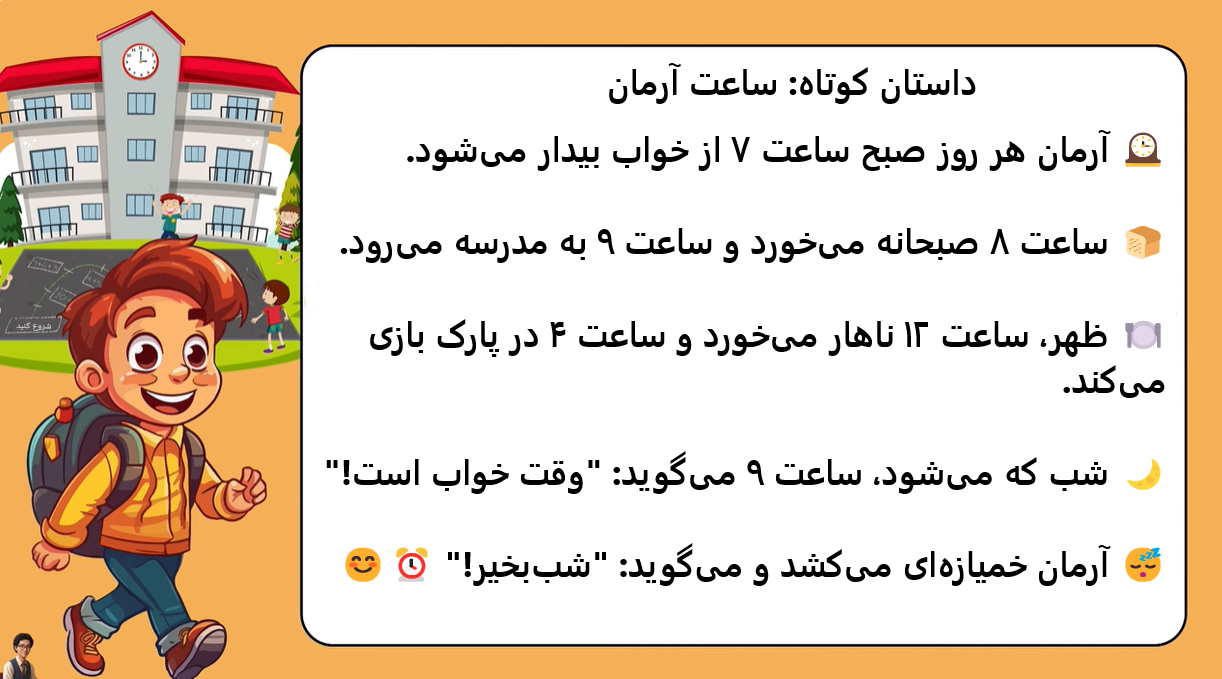 داستان کوتاه: ساعت آرمان
🕰️ آرمان هر روز صبح ساعت ۷ از خواب بیدار می‌شود.
🍞 ساعت ۸ صبحانه می‌خورد و ساعت ۹ به مدرسه می‌رود.
🍽️ ظهر، ساعت ۱۲ ناهار می‌خورد و ساعت ۴ در پارک بازی
می‌کند.
🌙 شب که می‌شود، ساعت ۹ می‌گوید: "وقت خواب است!"
😴 آرمان خمیازه‌ای می‌کشد و می‌گوید: "شب‌بخیر!" ⏰ 😊
شروع کنید